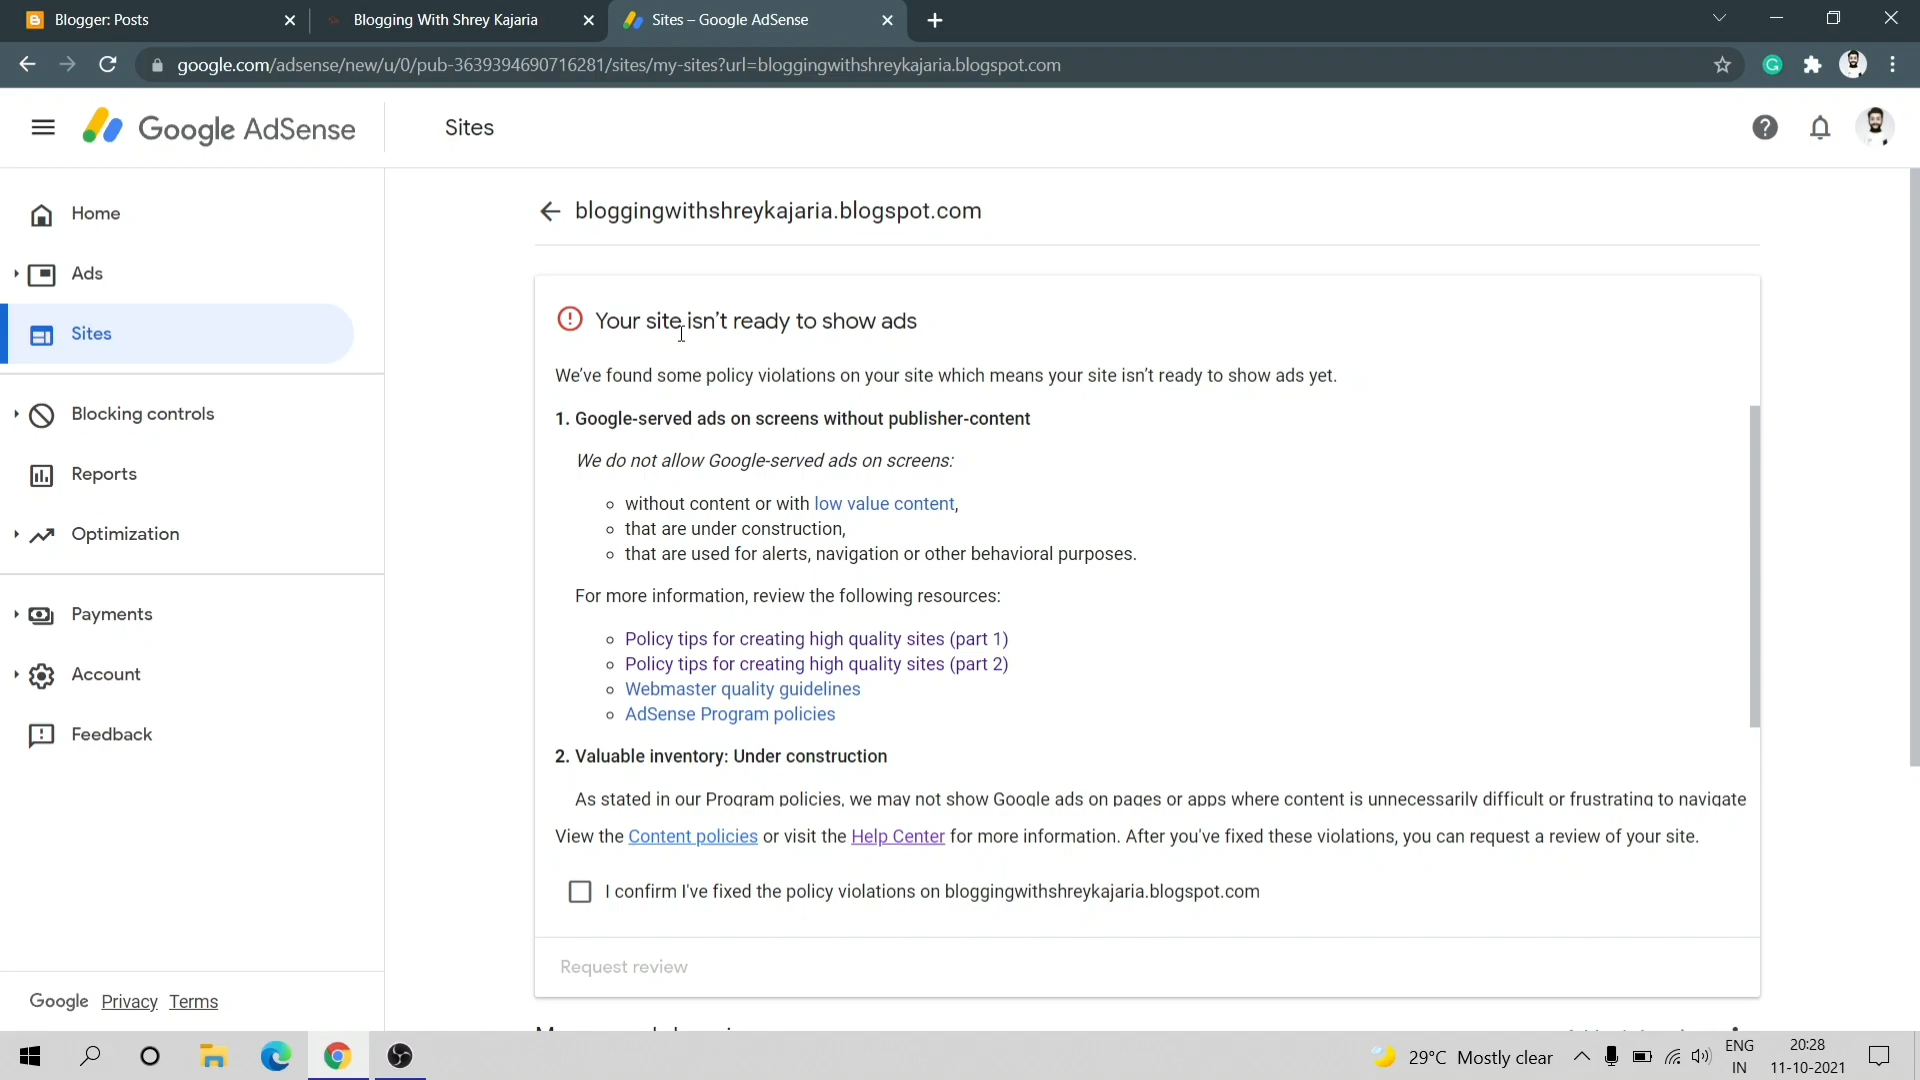 Blogger: Posts
Blogging With Shrey Kajaria
Sites – Google AdSense
google.com/adsense/new/u/0/pub-3639394690716281/sites/my-sites?url=bloggingwithshreykajaria.blogspot.com
Google AdSense
Sites
Home
Ads
Sites
Blocking controls
Reports
Optimization
Payments
Account
Feedback
Google Privacy Terms
bloggingwithshreykajaria.blogspot.com
Your site isn't ready to show ads
We've found some policy violations on your site which means your site isn't ready to show ads yet.
1. Google-served ads on screens without publisher-content
We do not allow Google-served ads on screens:
without content or with low value content,
that are under construction,
that are used for alerts, navigation or other behavioral purposes.
For more information, review the following resources:
Policy tips for creating high quality sites (part 1)
Policy tips for creating high quality sites (part 2)
Webmaster quality guidelines
AdSense Program policies
2. Valuable inventory: Under construction
As stated in our Program policies, we may not show Google ads on pages or apps where content is unnecessarily difficult or frustrating to navigate
View the Content policies or visit the Help Center for more information. After you've fixed these violations, you can request a review of your site.
I confirm I've fixed the policy violations on bloggingwithshreykajaria.blogspot.com
Request review
29°C Mostly clear
ENG
IN
20:28
11-10-2021